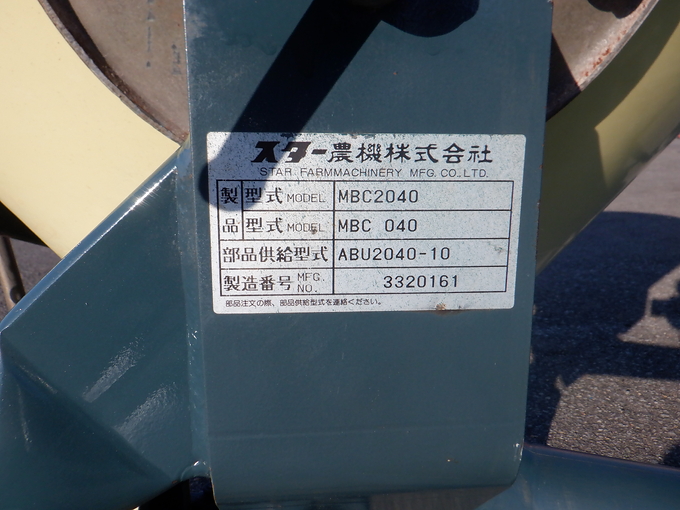 スター農機株式会社
STAR FARMMACHINERY MFG. CO., LTD.
製 型式 MODEL MBC2040
品 型式 MODEL MBC 040
部品供給型式 ABU2040-10
製造番号 MFG. NO. 3320161
部品注文の際、部品供給型式を連絡ください。